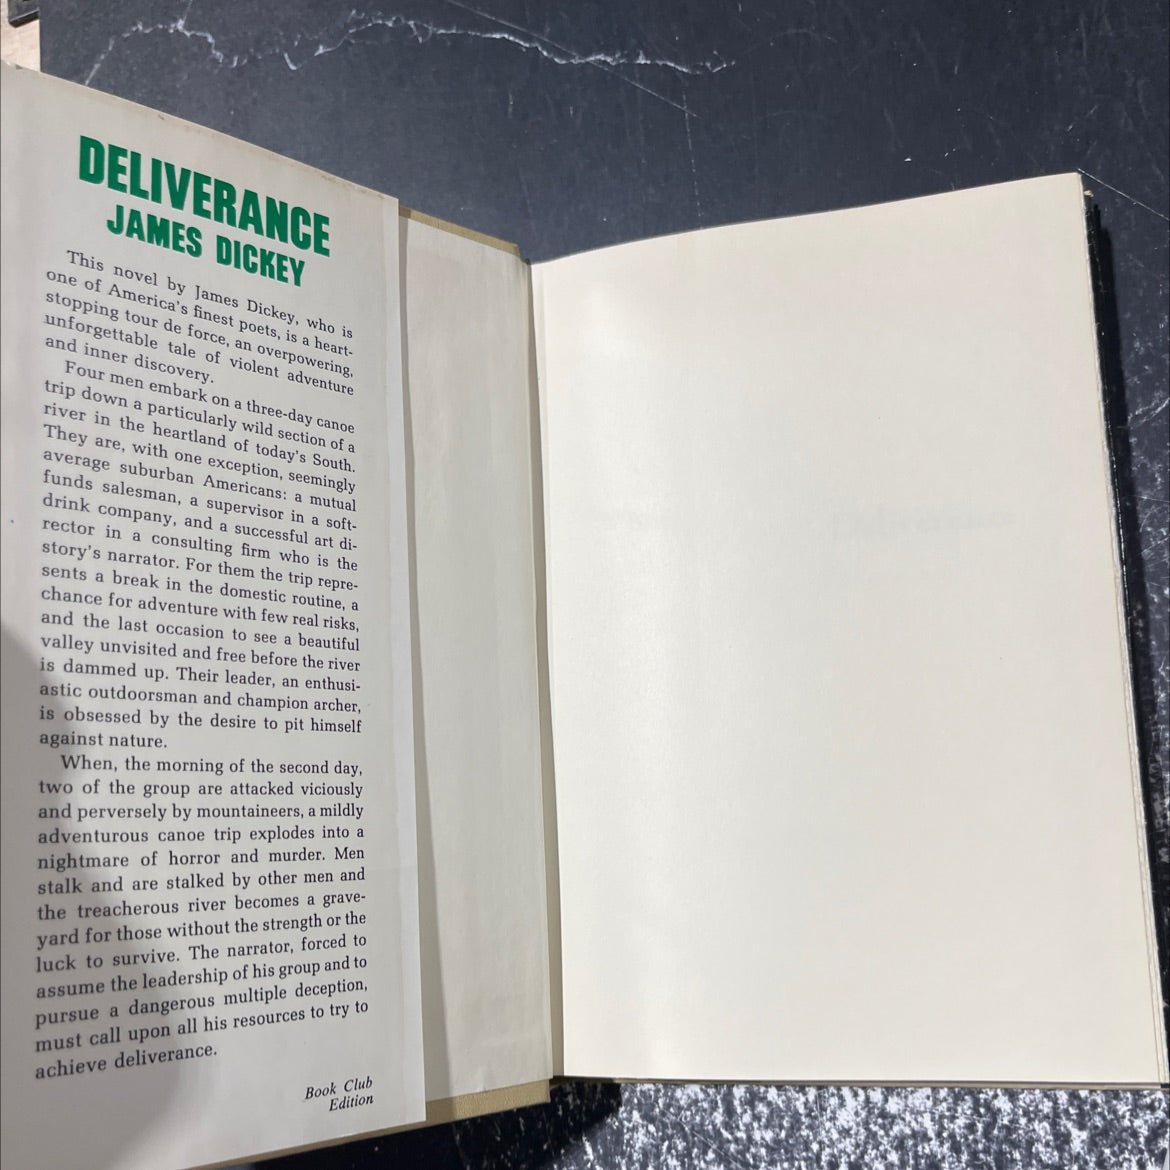 DELIVERANCE
JAMES DICKEY
This novel by James Dickey, who is
one of America's finest poets, is a heart-
stopping tour de force, an overpowering,
unforgettable tale of violent adventure
and inner discovery.
Four men embark on a three-day canoe
trip down a particularly wild section of a
river in the heartland of today's South.
They are, with one exception, seemingly
average suburban Americans: a mutual
funds salesman, a supervisor in a soft-
drink company, and a successful art di-
rector in a consulting firm who is the
story's narrator. For them the trip repre-
sents a break in the domestic routine, a
chance for adventure with few real risks,
and the last occasion to see a beautiful
valley unvisited and free before the river
is dammed up. Their leader, an enthusi-
astic outdoorsman and champion archer,
is obsessed by the desire to pit himself
against nature.
When, the morning of the second day,
two of the group are attacked viciously
and perversely by mountaineers, a mildly
adventurous canoe trip explodes into a
nightmare of horror and murder. Men
stalk and are stalked by other men and
the treacherous river becomes a grave-
yard for those without the strength or the
luck to survive. The narrator, forced to
assume the leadership of his group and to
pursue a dangerous multiple deception,
must call upon all his resources to try to
achieve deliverance.
Book Club
Edition